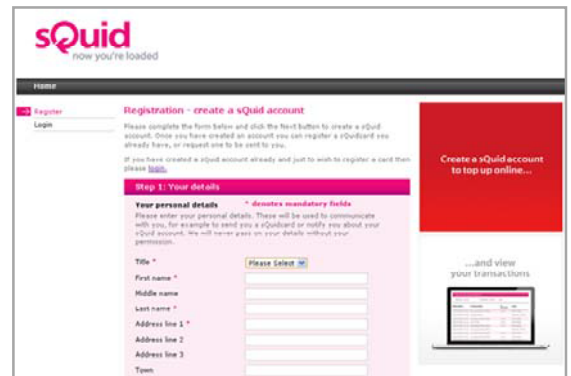 sQuid
now you're loaded
Home
Register
Login
Registration - create a sQuid account
Please complete the form below and click the Next button to create a sQuid
account. Once you have created an account you can register a sQuidcard you
already have, or request one to be sent to you.
If you have created a sQuid account already and just to wish to register a card then
please login.
Step 1: Your details
Your personal details * denotes mandatory fields
Please enter your personal details. These will be used to communicate
with you, for example to send you a sQuidcard or notify you about your
sQuid account. We will never pass on your details without your
permission.
Title * Please Select
First name *
Middle name
Last name *
Address line 1 *
Address line 2
Address line 3
Town
Create a sQuid account
to top up online...
...and view
your transactions